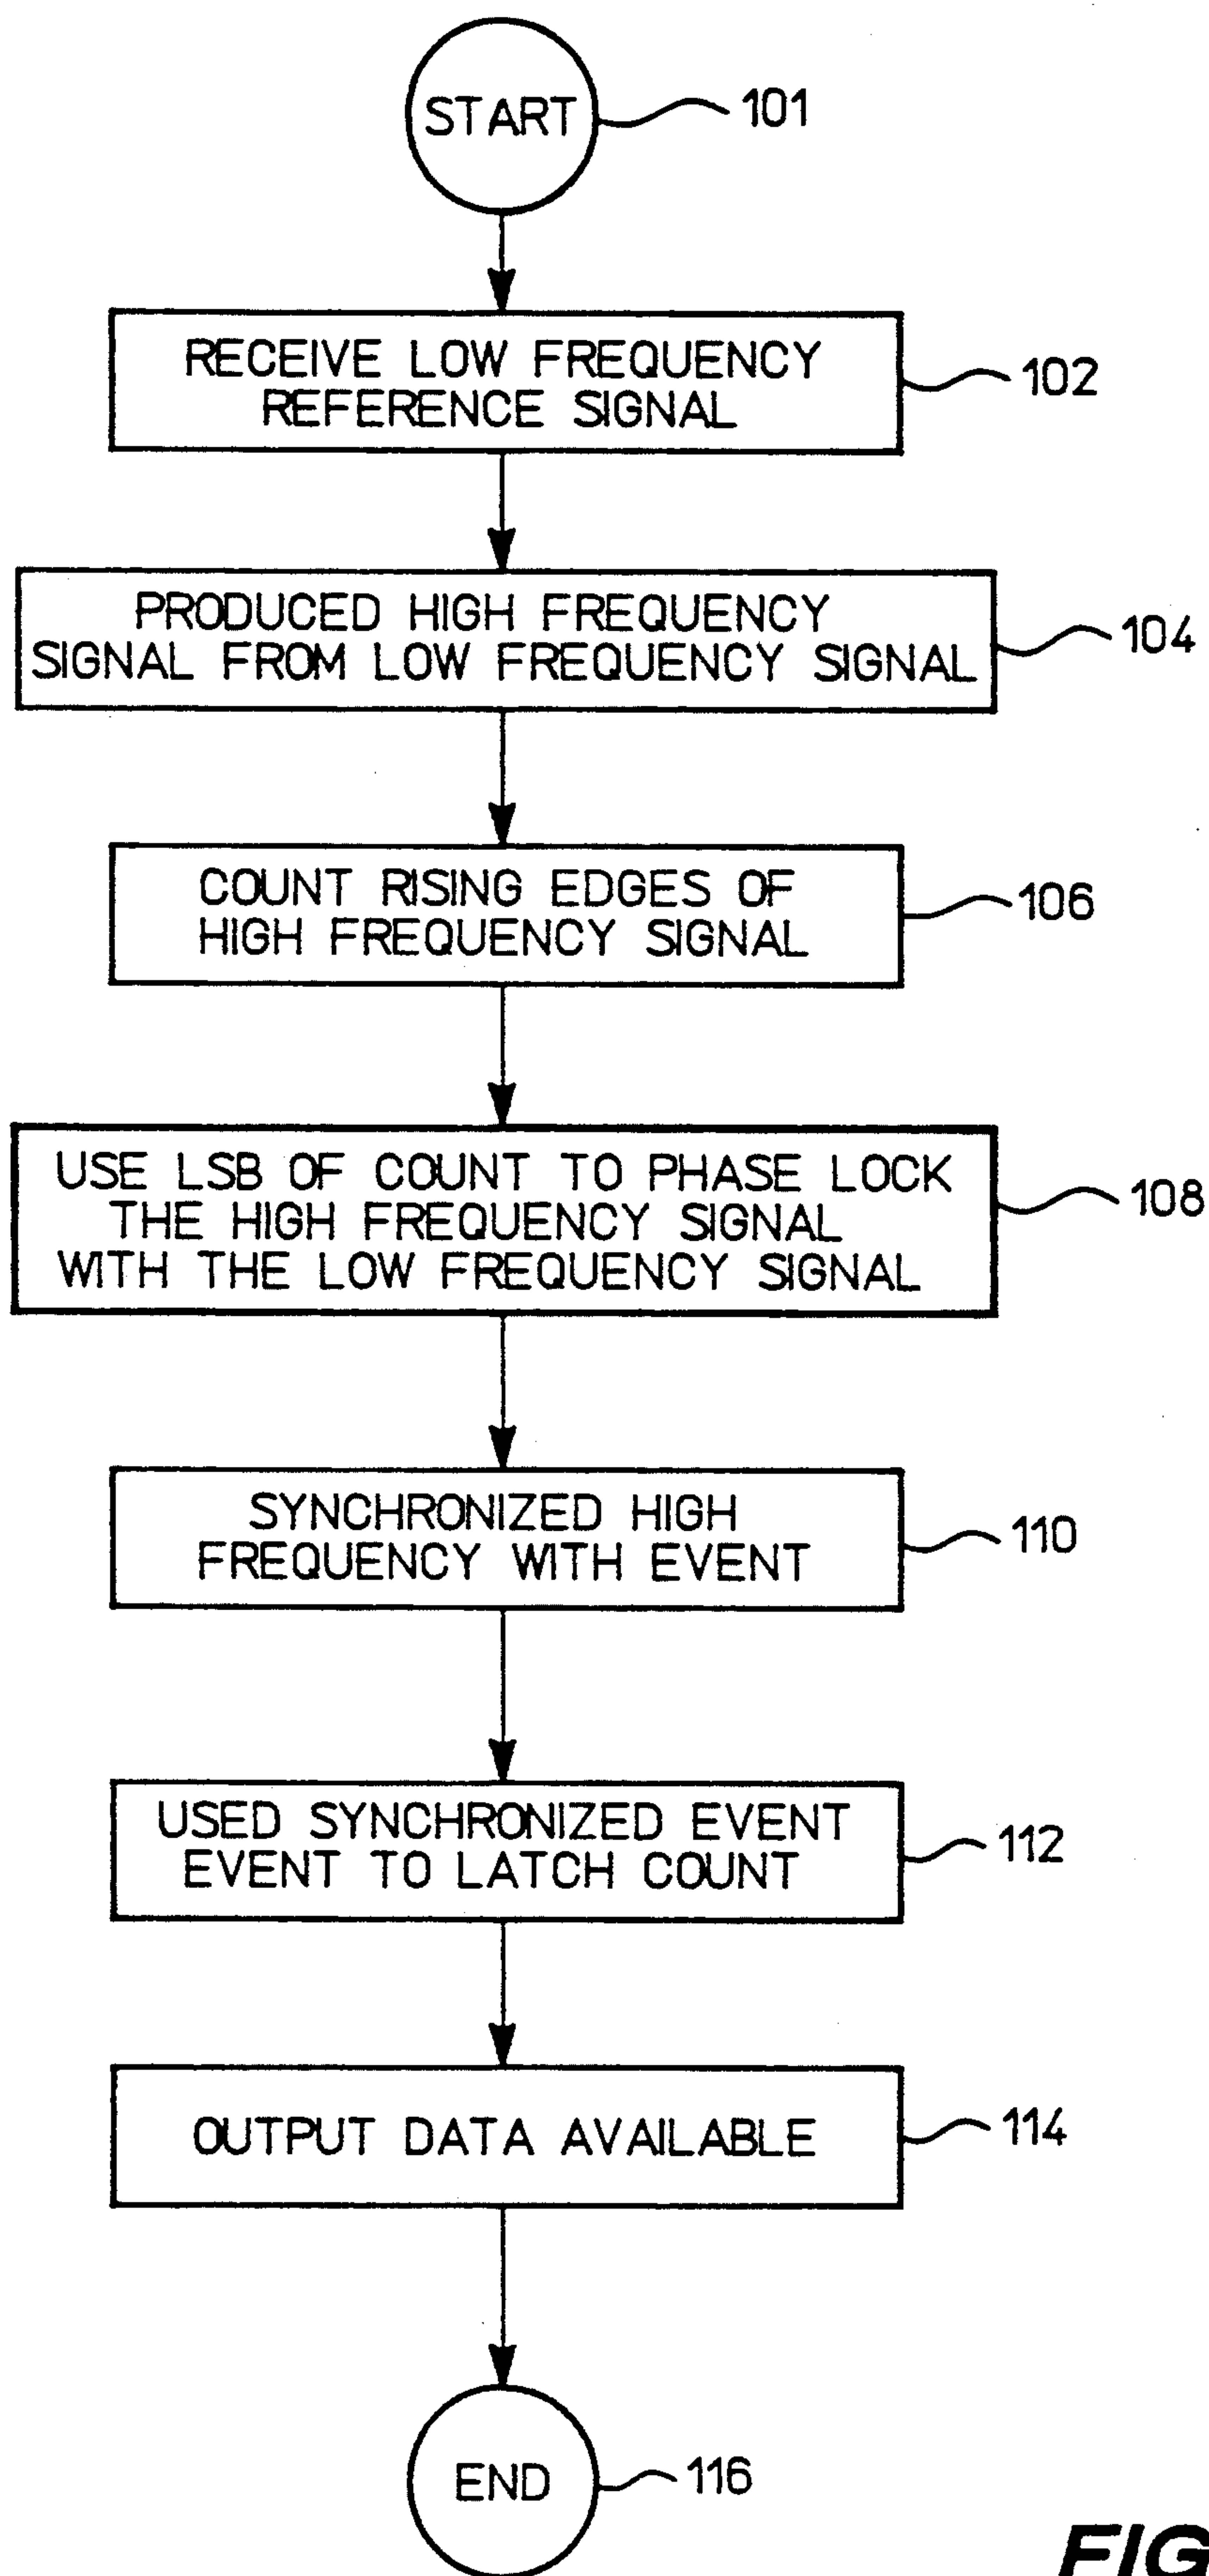 START
101
RECEIVE LOW FREQUENCY
REFERENCE SIGNAL
102
PRODUCED HIGH FREQUENCY
SIGNAL FROM LOW FREQUENCY SIGNAL
104
COUNT RISING EDGES OF
HIGH FREQUENCY SIGNAL
106
USE LSB OF COUNT TO PHASE LOCK
THE HIGH FREQUENCY SIGNAL
WITH THE LOW FREQUENCY SIGNAL
108
SYNCHRONIZED HIGH
FREQUENCY WITH EVENT
110
USED SYNCHRONIZED EVENT
EVENT TO LATCH COUNT
112
OUTPUT DATA AVAILABLE
114
END
116
FIG